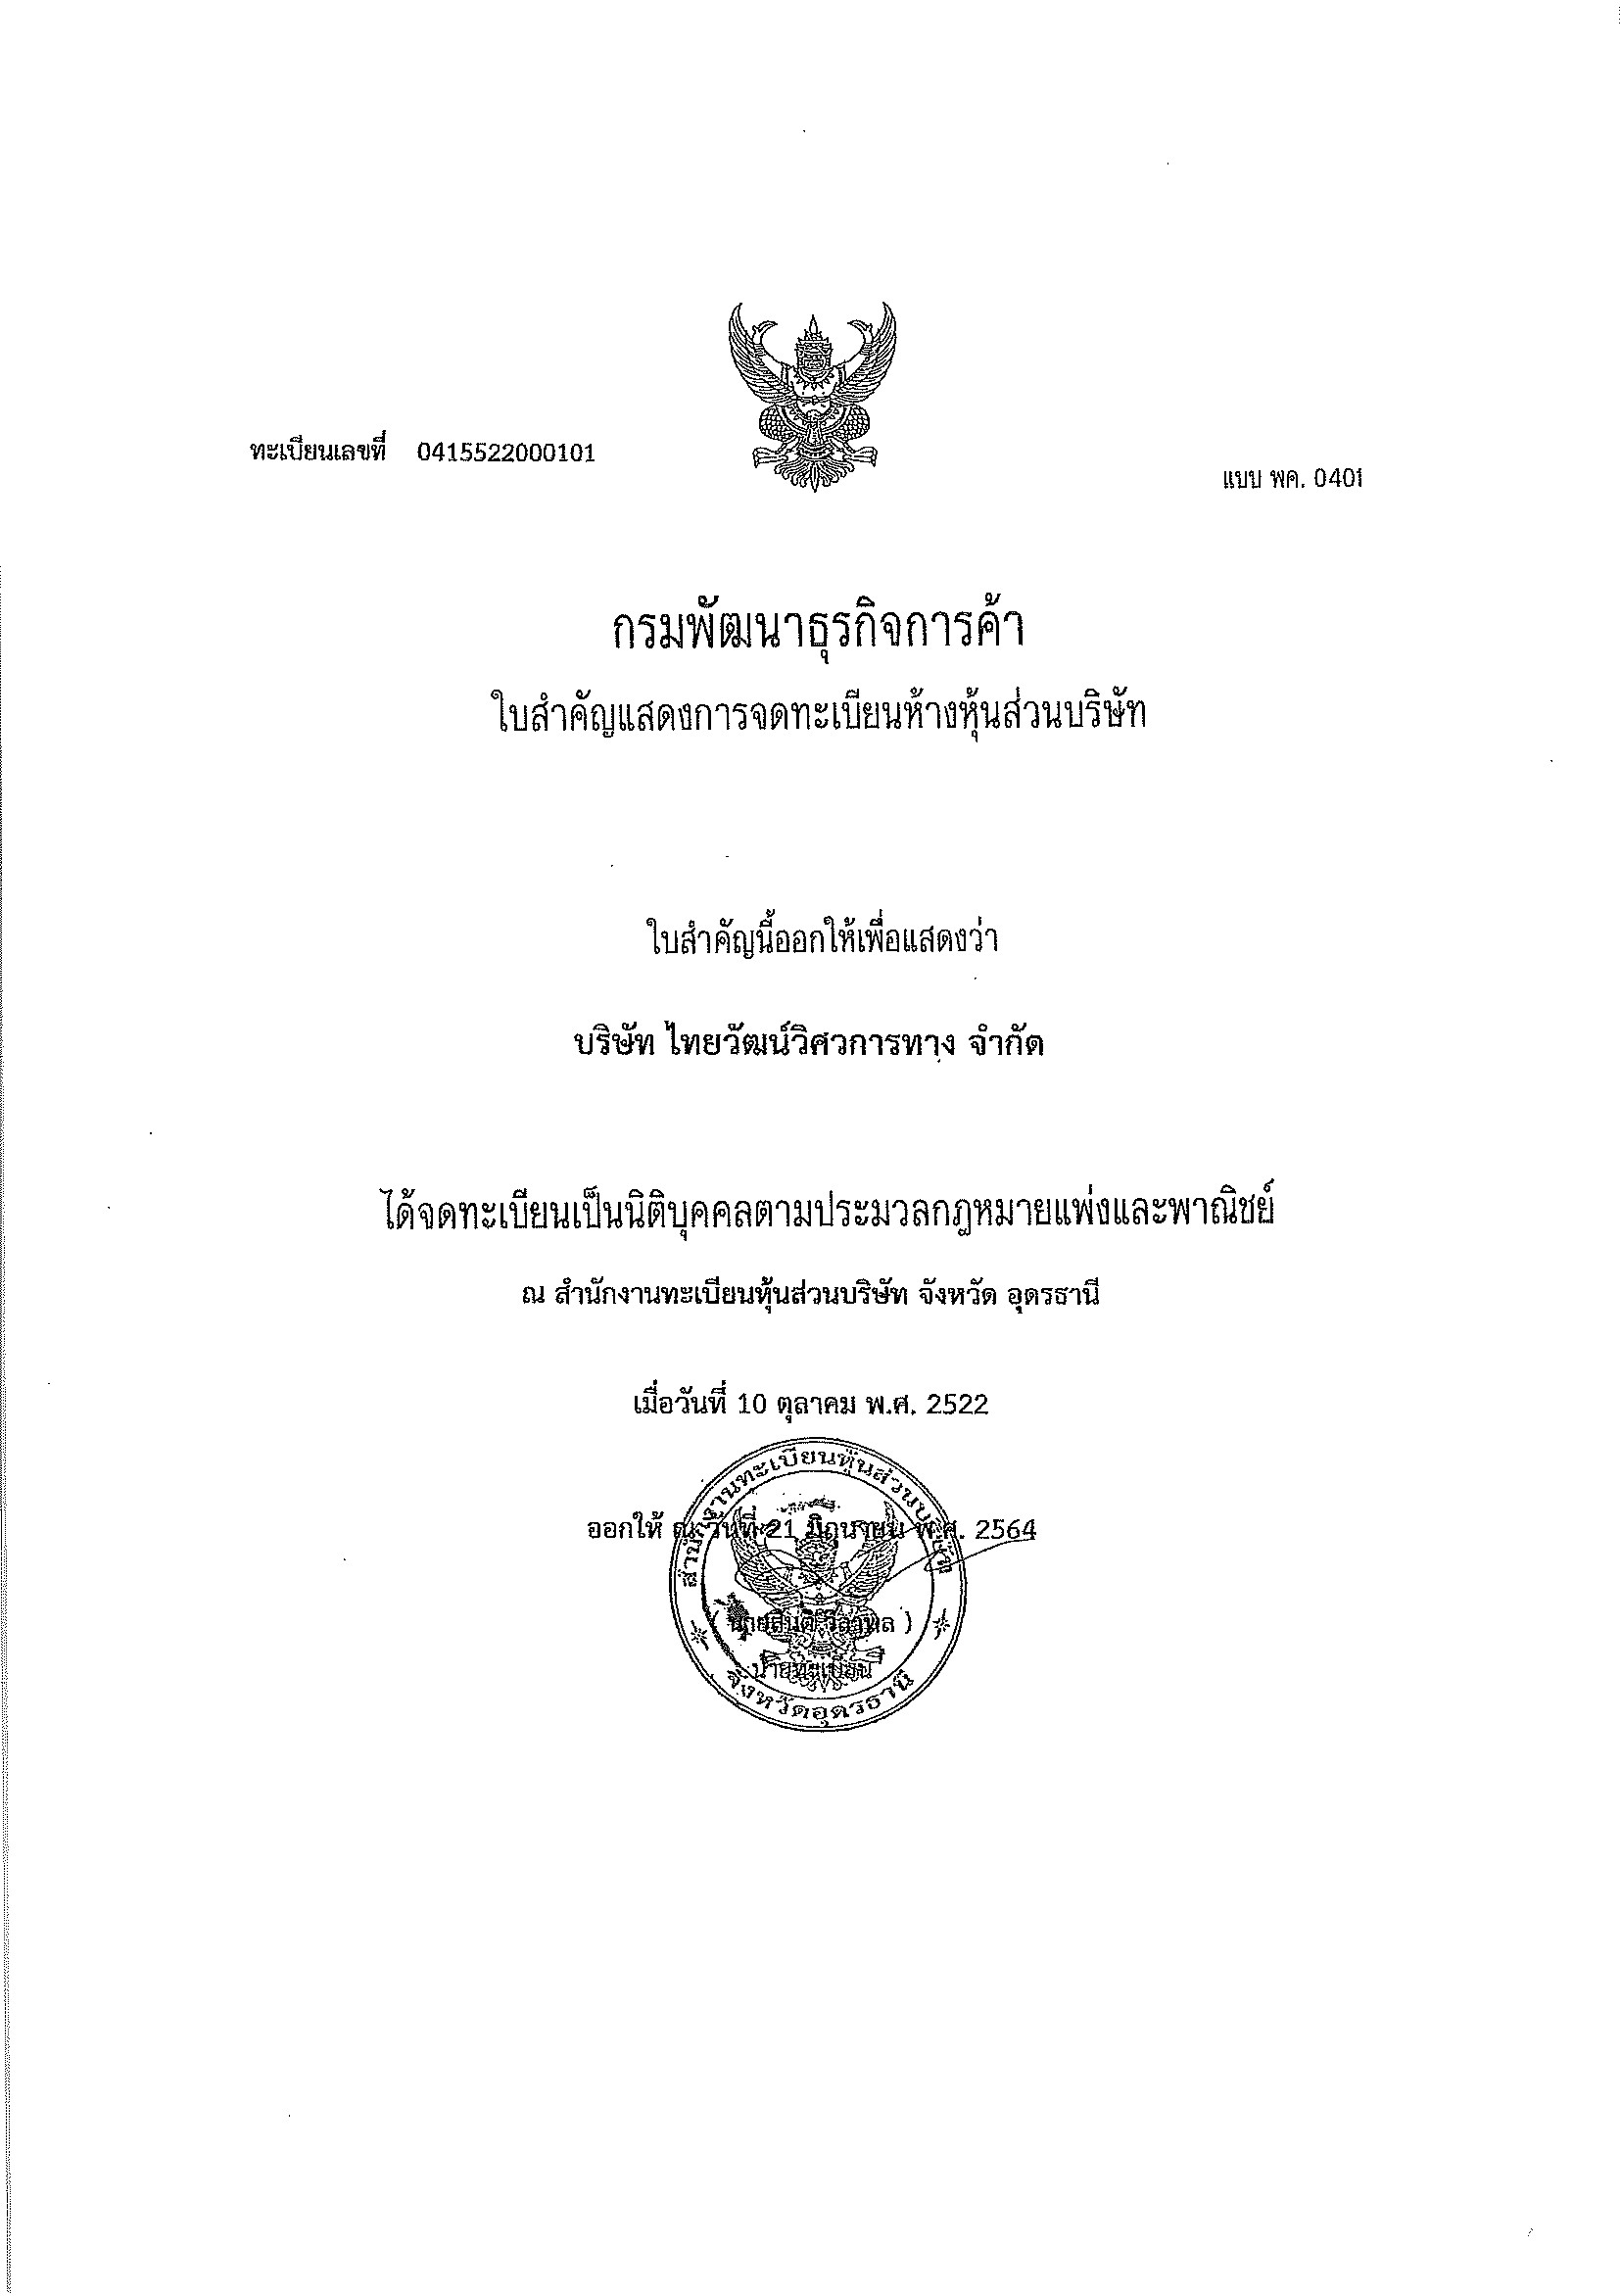 ทะเบียนเลขที่ 0415522000101
แบบ พค. 0401
กรมพัฒนาธุรกิจการค้า
ใบสำคัญแสดงการจดทะเบียนห้างหุ้นส่วนบริษัท
ใบสำคัญนี้ออกให้เพื่อแสดงว่า
บริษัท ไทยวัฒน์วิศวการทาง จำกัด
ได้จดทะเบียนเป็นนิติบุคคลตามประมวลกฎหมายแพ่งและพาณิชย์
ณ สำนักงานทะเบียนหุ้นส่วนบริษัท จังหวัด อุดรธานี
เมื่อวันที่ 10 ตุลาคม พ.ศ. 2522
สำนักงานทะเบียนหุ้นส่วนบริษัท
ออกให้ ณ วันที่ 21 มิถุนายน พ.ศ. 2564
นายทะเบียน
จังหวัดอุดรธานี